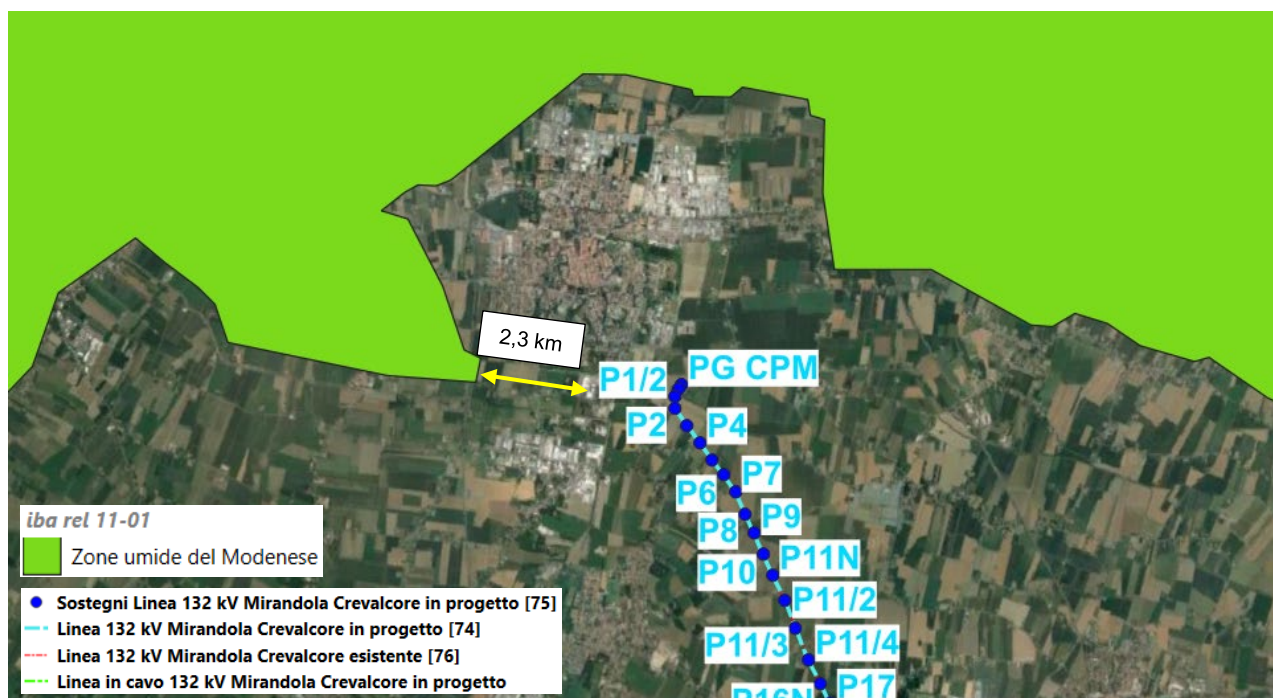 2,3 km
PG CPM
P1/2
P2
P4
P6
P7
P8
P9
P10
P11N
P11/2
P11/3
P11/4
P16N
P17
iba rel 11-01
Zone umide del Modenese
Sostegni Linea 132 kV Mirandola Crevalcore in progetto [75]
Linea 132 kV Mirandola Crevalcore in progetto [74]
Linea 132 kV Mirandola Crevalcore esistente [76]
Linea in cavo 132 kV Mirandola Crevalcore in progetto